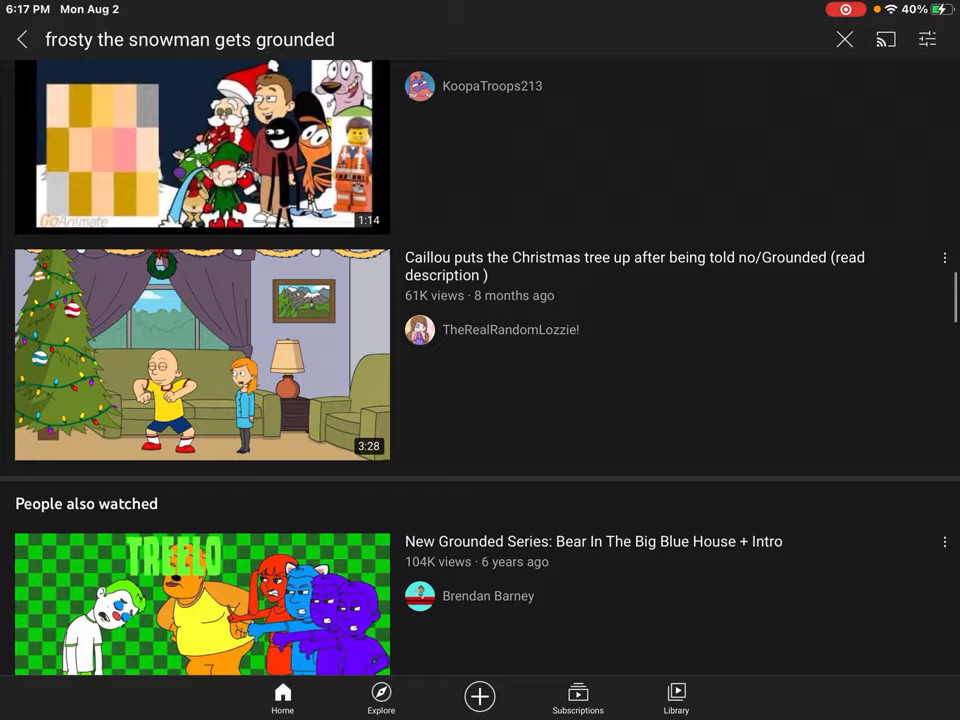 6:17 PM Mon Aug 2
40%
frosty the snowman gets grounded
KoopaTroops213
GoAnimate
1:14
Caillou puts the Christmas tree up after being told no/Grounded (read
description )
61K views · 8 months ago
TheRealRandomLozzie!
3:28
People also watched
TREELO
New Grounded Series: Bear In The Big Blue House + Intro
104K views · 6 years ago
Brendan Barney
Home
Explore
Subscriptions
Library